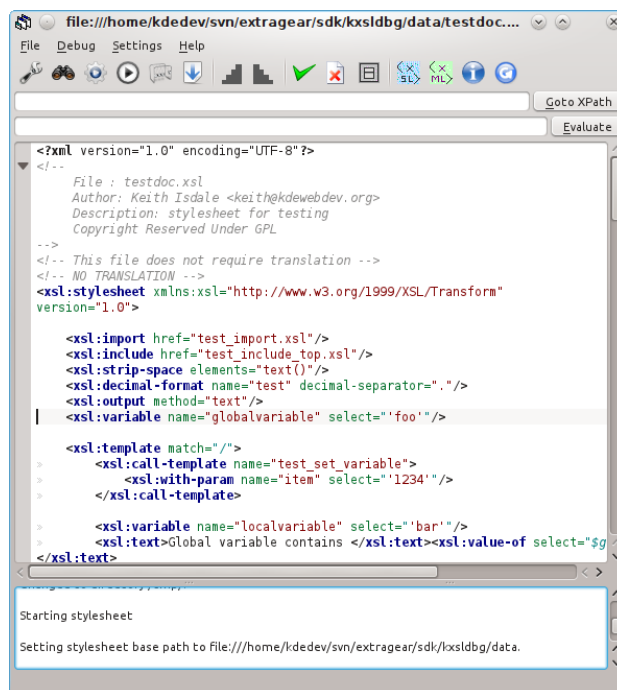 file:///home/kdedev/svn/extragear/sdk/kxsldbg/data/testdoc....
File Debug Settings Help
Goto XPath
Evaluate
<?xml version="1.0" encoding="UTF-8"?>
<!--
File : testdoc.xsl
Author: Keith Isdale <keith@kdewebdev.org>
Description: stylesheet for testing
Copyright Reserved Under GPL
-->
<!-- This file does not require translation -->
<!-- NO TRANSLATION -->
<xsl:stylesheet xmlns:xsl="http://www.w3.org/1999/XSL/Transform"
version="1.0">
<xsl:import href="test_import.xsl"/>
<xsl:include href="test_include_top.xsl"/>
<xsl:strip-space elements="text()"/>
<xsl:decimal-format name="test" decimal-separator="."/>
<xsl:output method="text"/>
<xsl:variable name="globalvariable" select="'foo'"/>
<xsl:template match="/">
» <xsl:call-template name="test_set_variable">
» <xsl:with-param name="item" select="'1234'"/>
» </xsl:call-template>
» <xsl:variable name="localvariable" select="'bar'"/>
» <xsl:text>Global variable contains </xsl:text><xsl:value-of select="$g
</xsl:text>
Starting stylesheet
Setting stylesheet base path to file:///home/kdedev/svn/extragear/sdk/kxsldbg/data.